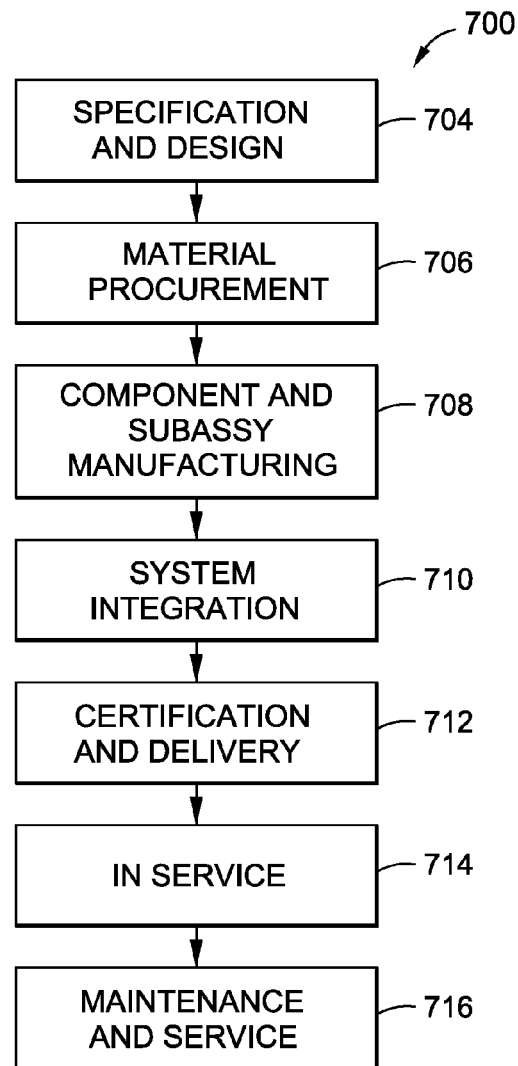 700
SPECIFICATION
AND DESIGN
704
MATERIAL
PROCUREMENT
706
COMPONENT AND
SUBASSY
MANUFACTURING
708
SYSTEM
INTEGRATION
710
CERTIFICATION
AND DELIVERY
712
IN SERVICE
714
MAINTENANCE
AND SERVICE
716